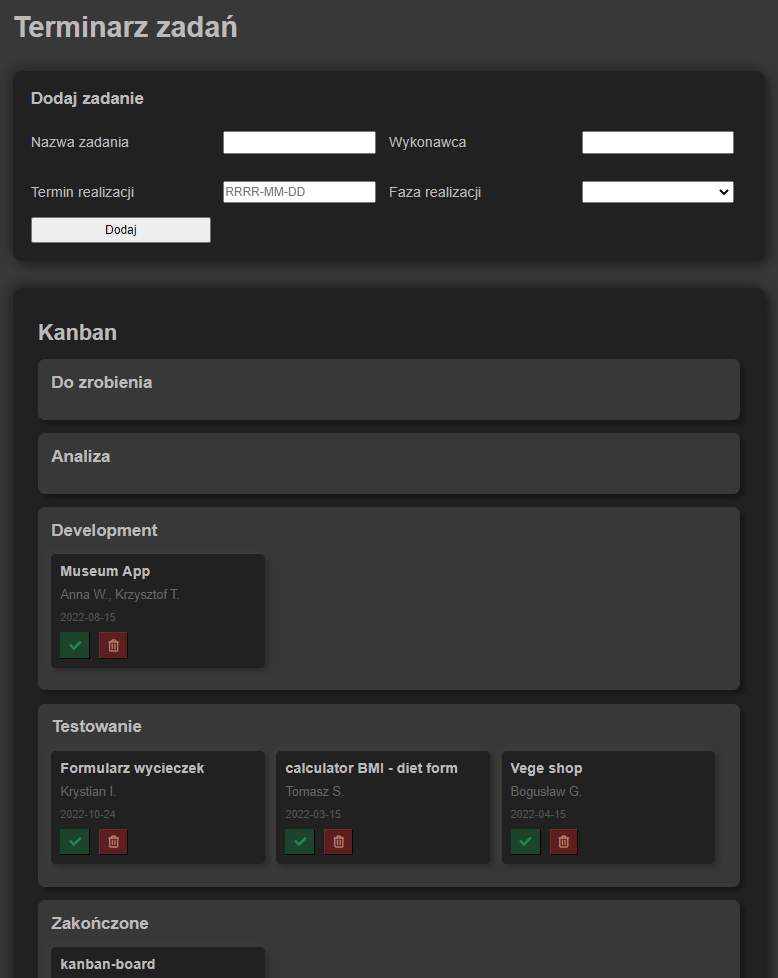 Terminarz zadań
Dodaj zadanie
Nazwa zadania
Wykonawca
Termin realizacji
RRRR-MM-DD
Faza realizacji
Dodaj
Kanban
Do zrobienia
Analiza
Development
Museum App
Anna W., Krzysztof T.
2022-08-15
Testowanie
Formularz wycieczek
Krystian I.
2022-10-24
calculator BMI - diet form
Tomasz S.
2022-03-15
Vege shop
Bogusław G.
2022-04-15
Zakończone
kanban-board